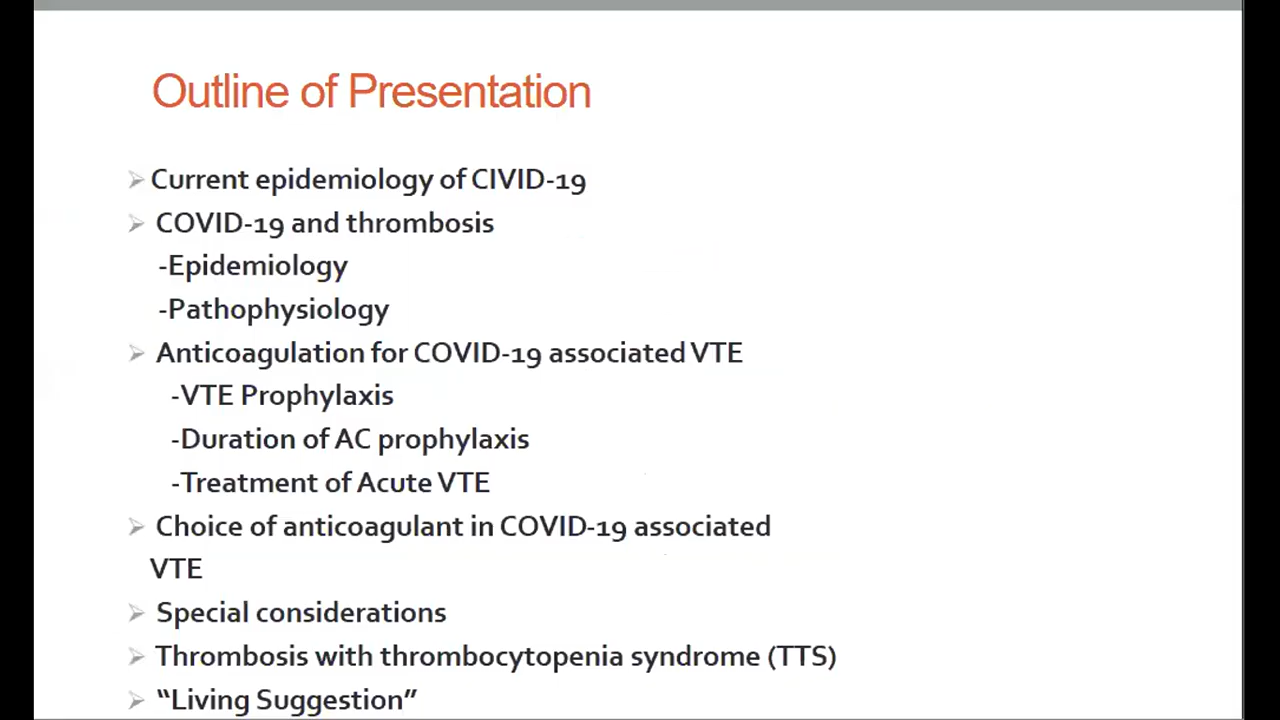 Outline of Presentation
Current epidemiology of CIVID-19
COVID-19 and thrombosis
-Epidemiology
-Pathophysiology
Anticoagulation for COVID-19 associated VTE
-VTE Prophylaxis
-Duration of AC prophylaxis
-Treatment of Acute VTE
Choice of anticoagulant in COVID-19 associated
VTE
Special considerations
Thrombosis with thrombocytopenia syndrome (TTS)
“Living Suggestion”